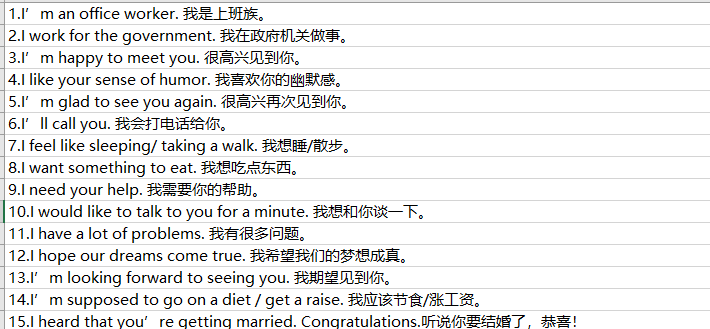 1.I’m an office worker. 我是上班族。
2.I work for the government. 我在政府机关做事。
3.I’m happy to meet you. 很高兴见到你。
4.I like your sense of humor. 我喜欢你的幽默感。
5.I’m glad to see you again. 很高兴再次见到你。
6.I’ll call you. 我会打电话给你。
7.I feel like sleeping/ taking a walk. 我想睡/散步。
8.I want something to eat. 我想吃点东西。
9.I need your help. 我需要你的帮助。
10.I would like to talk to you for a minute. 我想和你谈一下。
11.I have a lot of problems. 我有很多问题。
12.I hope our dreams come true. 我希望我们的梦想成真。
13.I’m looking forward to seeing you. 我期望见到你。
14.I’m supposed to go on a diet / get a raise. 我应该节食/涨工资。
15.I heard that you’re getting married. Congratulations.听说你要结婚了，恭喜！